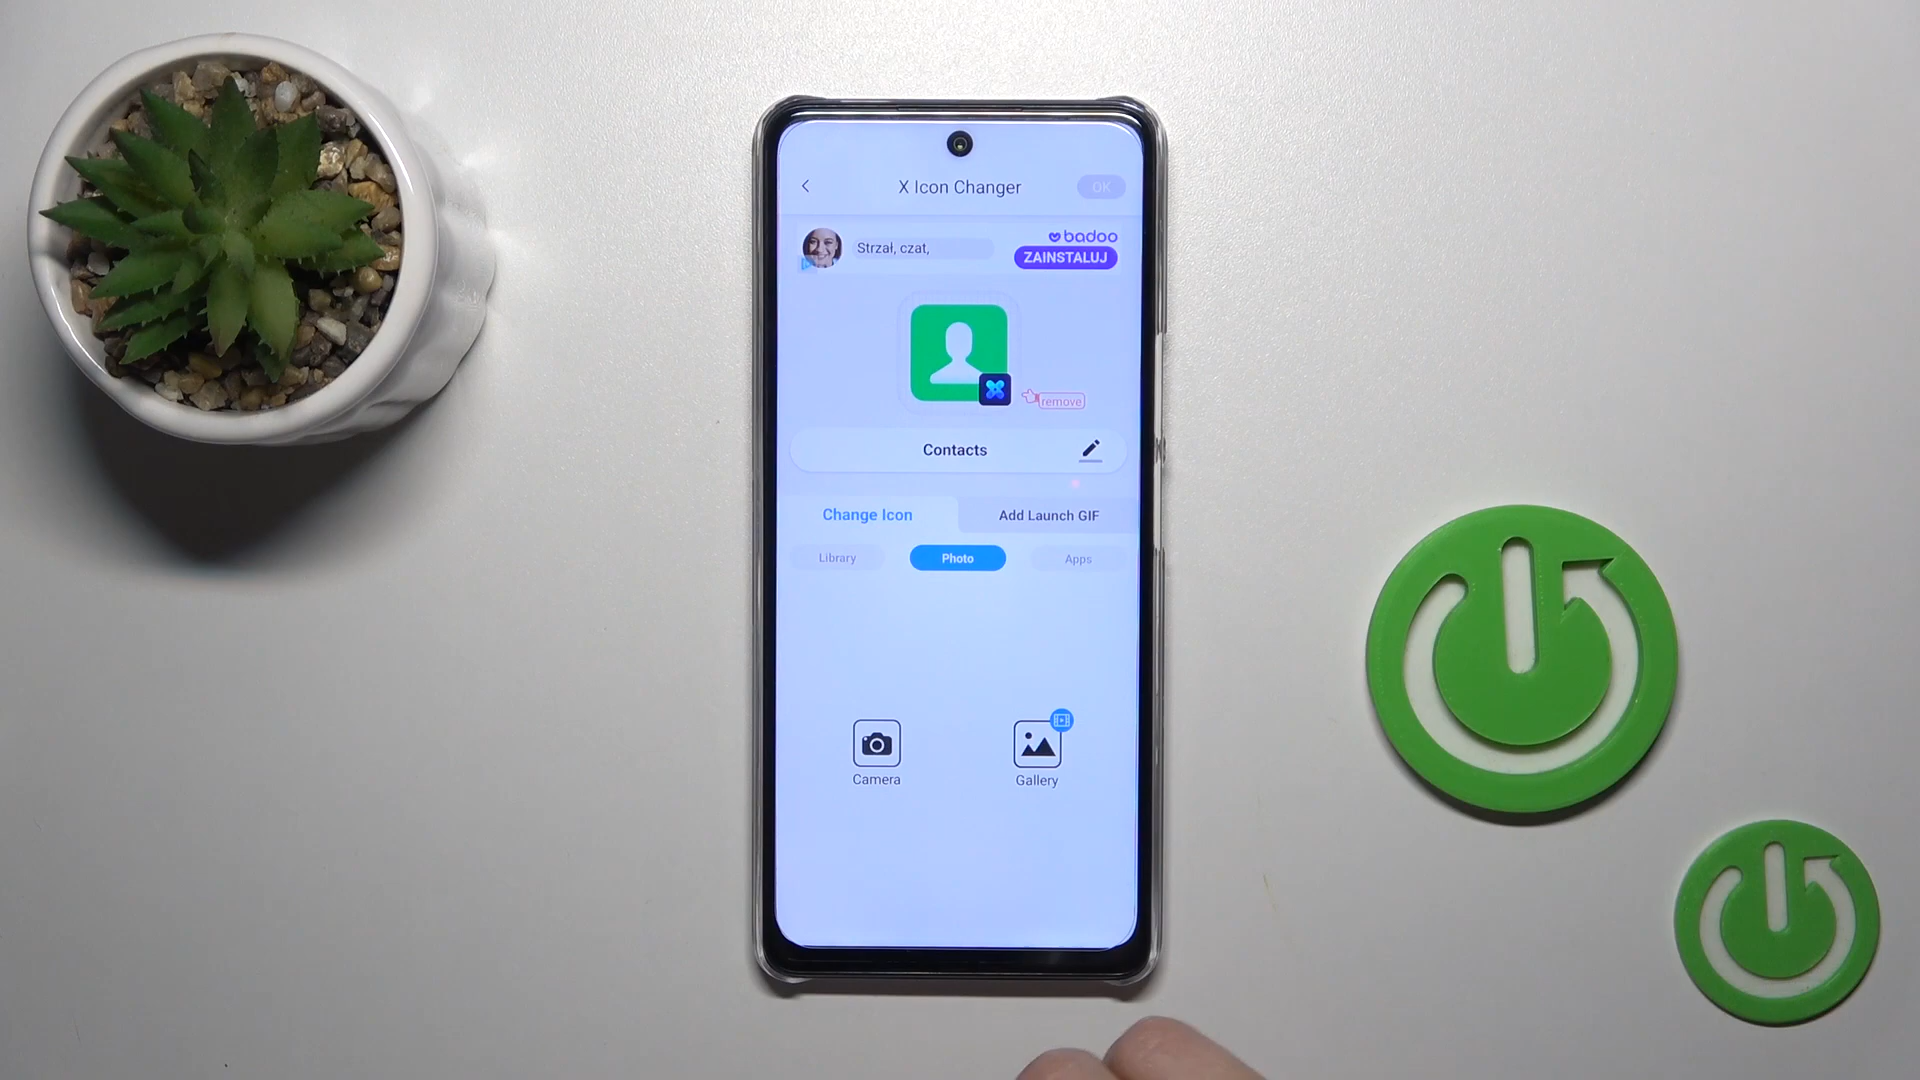 X Icon Changer
OK
Strzał, czat,
badoo
ZAINSTALUJ
remove
Contacts
Change Icon
Add Launch GIF
Library
Photo
Apps
Camera
Gallery